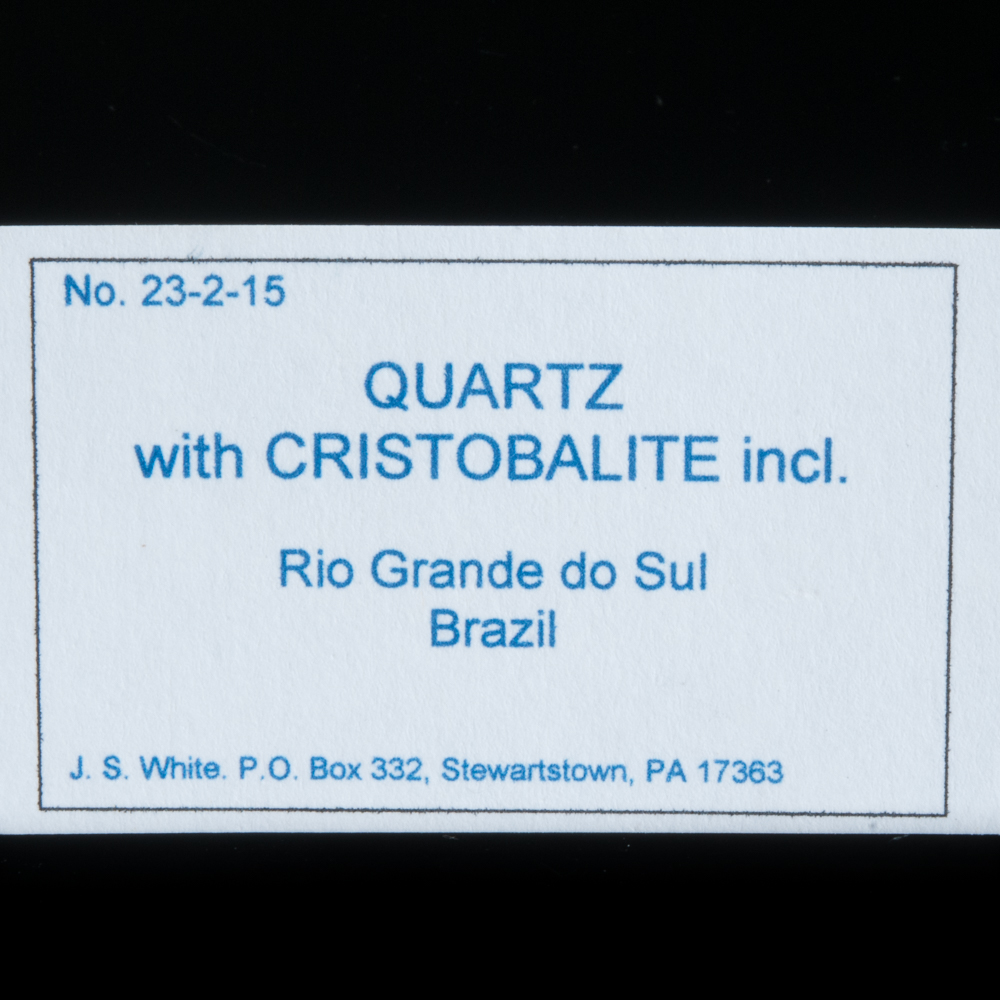 No. 23-2-15
QUARTZ
with CRISTOBALITE incl.
Rio Grande do Sul
Brazil
J. S. White. P.O. Box 332, Stewartstown, PA 17363